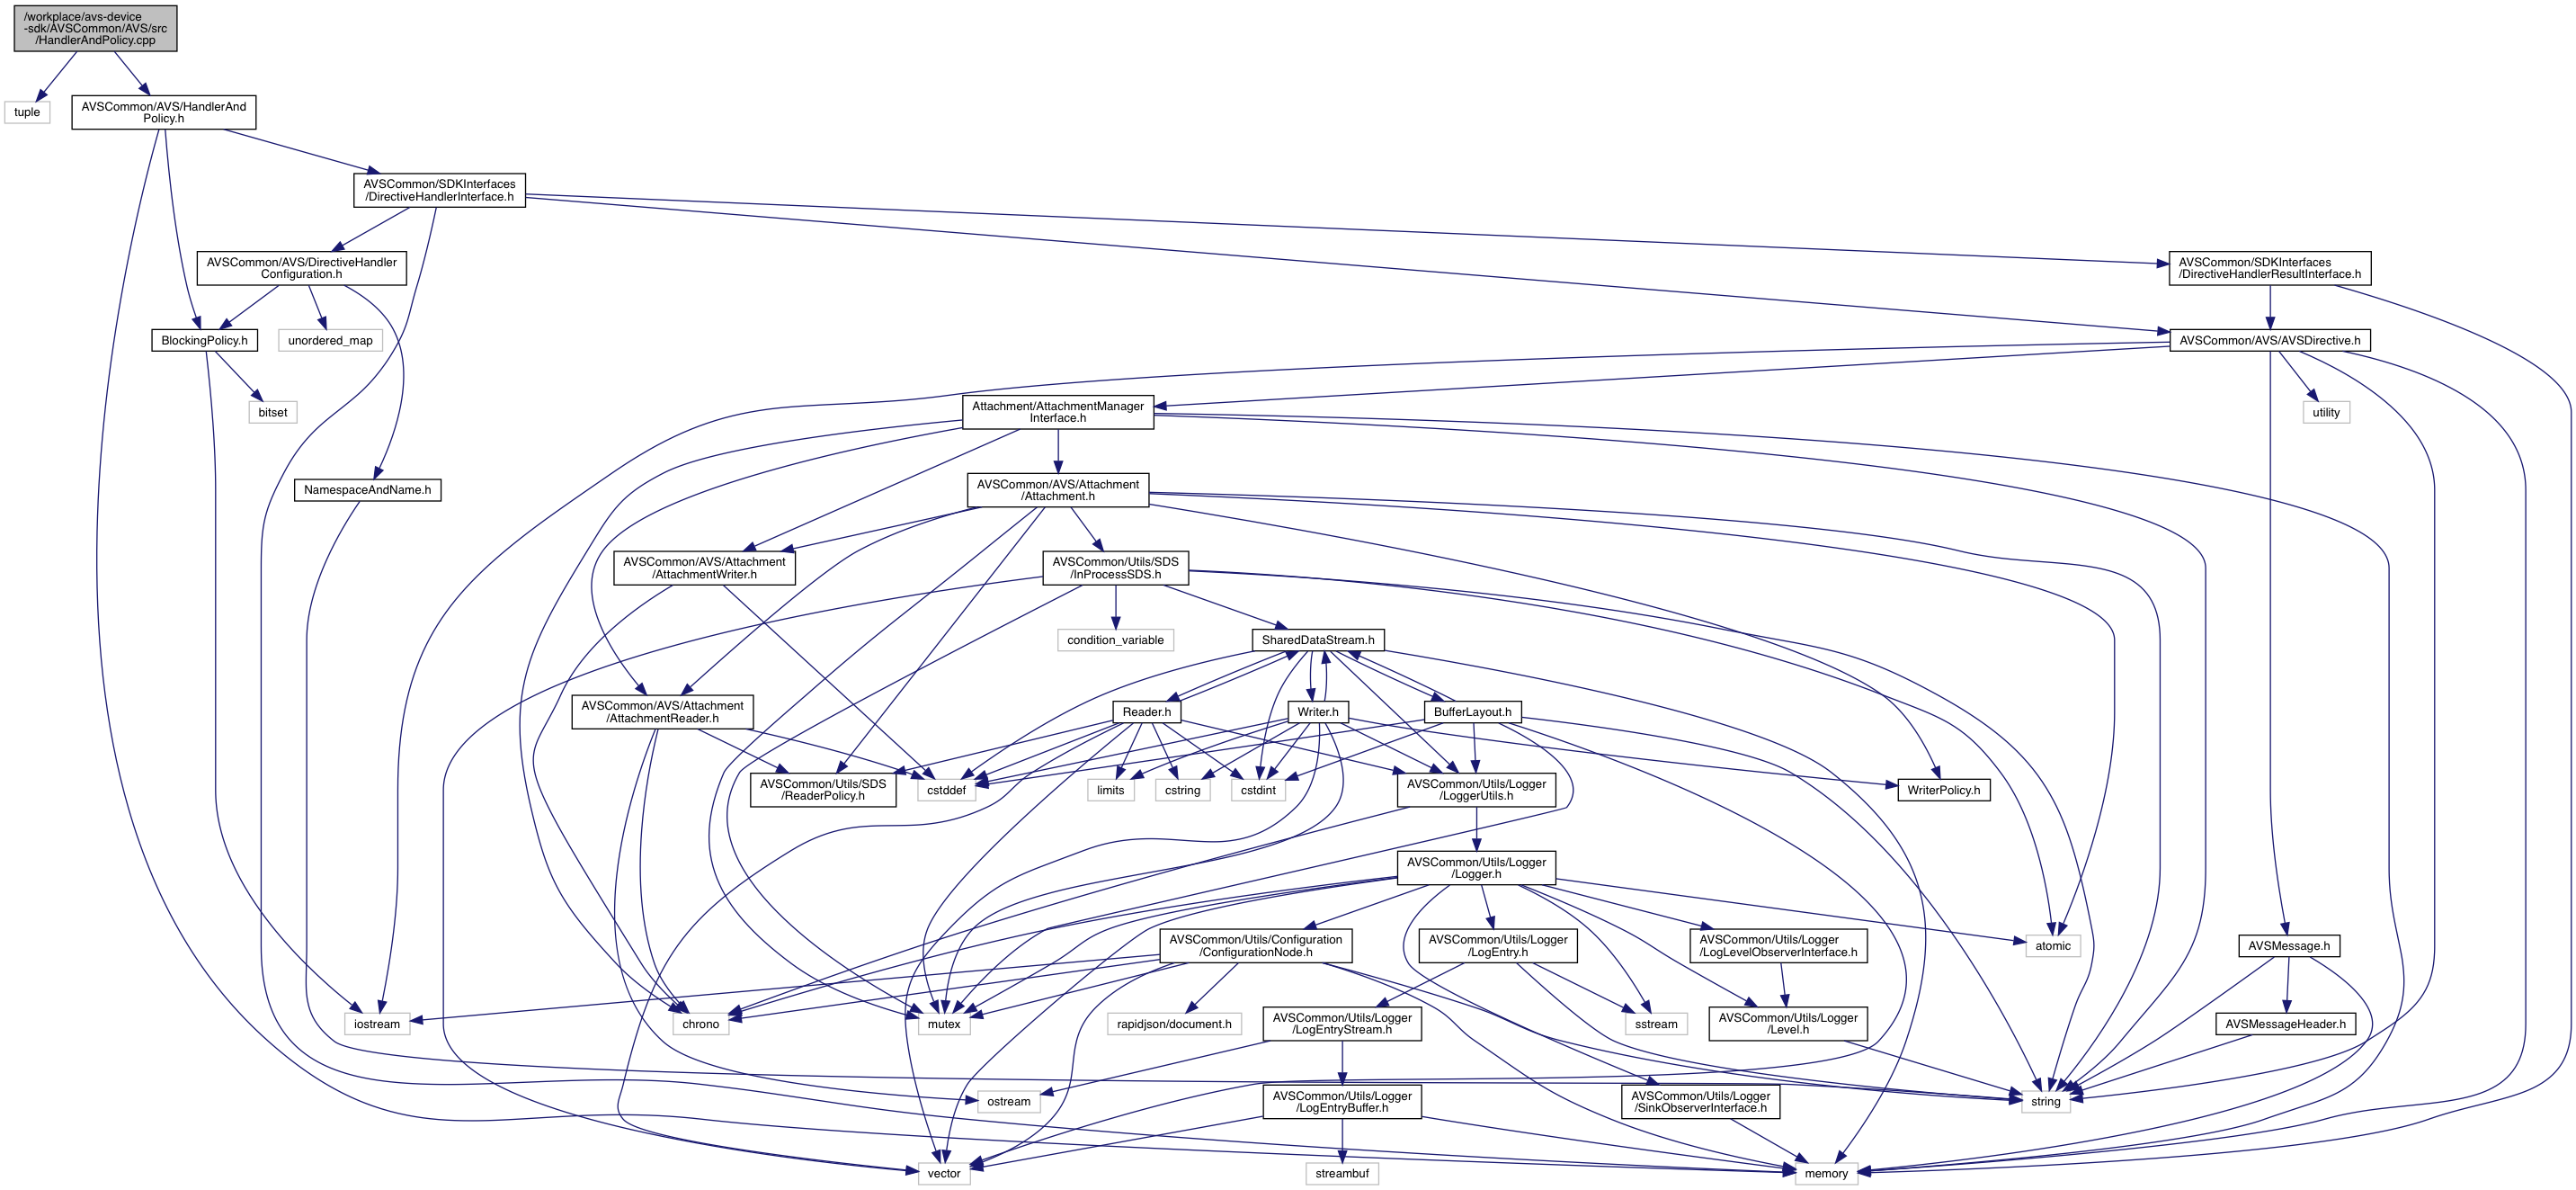 /workplace/avs-device
-sdk/AVSCommon/AVS/src
/HandlerAndPolicy.cpp
tuple
AVSCommon/AVS/HandlerAnd
Policy.h
AVSCommon/SDKInterfaces
/DirectiveHandlerInterface.h
AVSCommon/AVS/DirectiveHandler
Configuration.h
AVSCommon/SDKInterfaces
/DirectiveHandlerResultInterface.h
BlockingPolicy.h
unordered_map
AVSCommon/AVS/AVSDirective.h
bitset
Attachment/AttachmentManager
Interface.h
utility
NamespaceAndName.h
AVSCommon/AVS/Attachment
/Attachment.h
AVSCommon/AVS/Attachment
/AttachmentWriter.h
AVSCommon/Utils/SDS
/InProcessSDS.h
condition_variable
SharedDataStream.h
AVSCommon/AVS/Attachment
/AttachmentReader.h
Reader.h
Writer.h
BufferLayout.h
AVSCommon/Utils/SDS
/ReaderPolicy.h
cstddef
limits
cstring
cstdint
AVSCommon/Utils/Logger
/LoggerUtils.h
WriterPolicy.h
AVSCommon/Utils/Logger
/Logger.h
AVSCommon/Utils/Configuration
/ConfigurationNode.h
AVSCommon/Utils/Logger
/LogEntry.h
AVSCommon/Utils/Logger
/LogLevelObserverInterface.h
atomic
AVSMessage.h
iostream
chrono
mutex
rapidjson/document.h
AVSCommon/Utils/Logger
/LogEntryStream.h
sstream
AVSCommon/Utils/Logger
/Level.h
AVSMessageHeader.h
ostream
AVSCommon/Utils/Logger
/LogEntryBuffer.h
AVSCommon/Utils/Logger
/SinkObserverInterface.h
string
vector
streambuf
memory